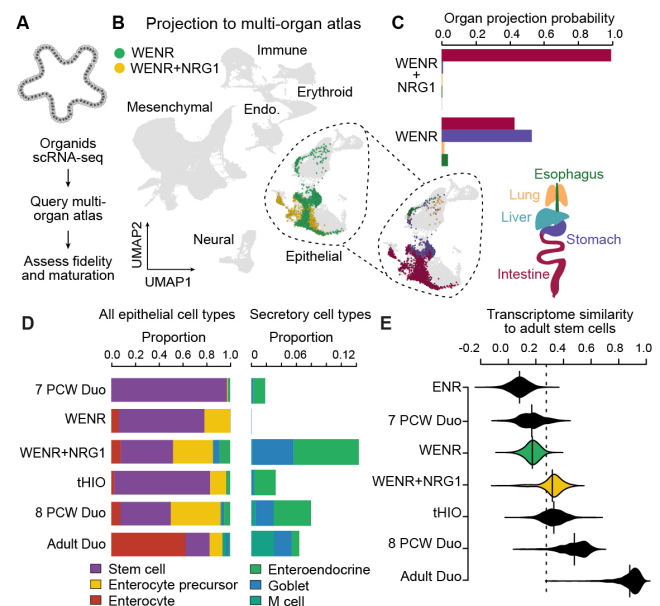 A
Organids
scRNA-seq
Query multi-
organ atlas
Assess fidelity
and maturation
B
Projection to multi-organ atlas
WENR
WENR+NRG1
Immune
Erythroid
Endo.
Mesenchymal
Neural
Epithelial
UMAP2
UMAP1
C
Organ projection probability
0.0 0.2 0.4 0.6 0.8 1.0
WENR
+
NRG1
WENR
Esophagus
Lung
Liver
Stomach
Intestine
D
All epithelial cell types
Proportion
0.0 0.2 0.4 0.6 0.8 1.0
Secretory cell types
Proportion
0 0.06 0.12
7 PCW Duo
WENR
WENR+NRG1
tHIO
8 PCW Duo
Adult Duo
Stem cell
Enterocyte precursor
Enterocyte
Enteroendocrine
Goblet
M cell
E
Transcriptome similarity
to adult stem cells
-0.2 0.0 0.2 0.4 0.6 0.8 1.0
ENR
7 PCW Duo
WENR
WENR+NRG1
tHIO
8 PCW Duo
Adult Duo